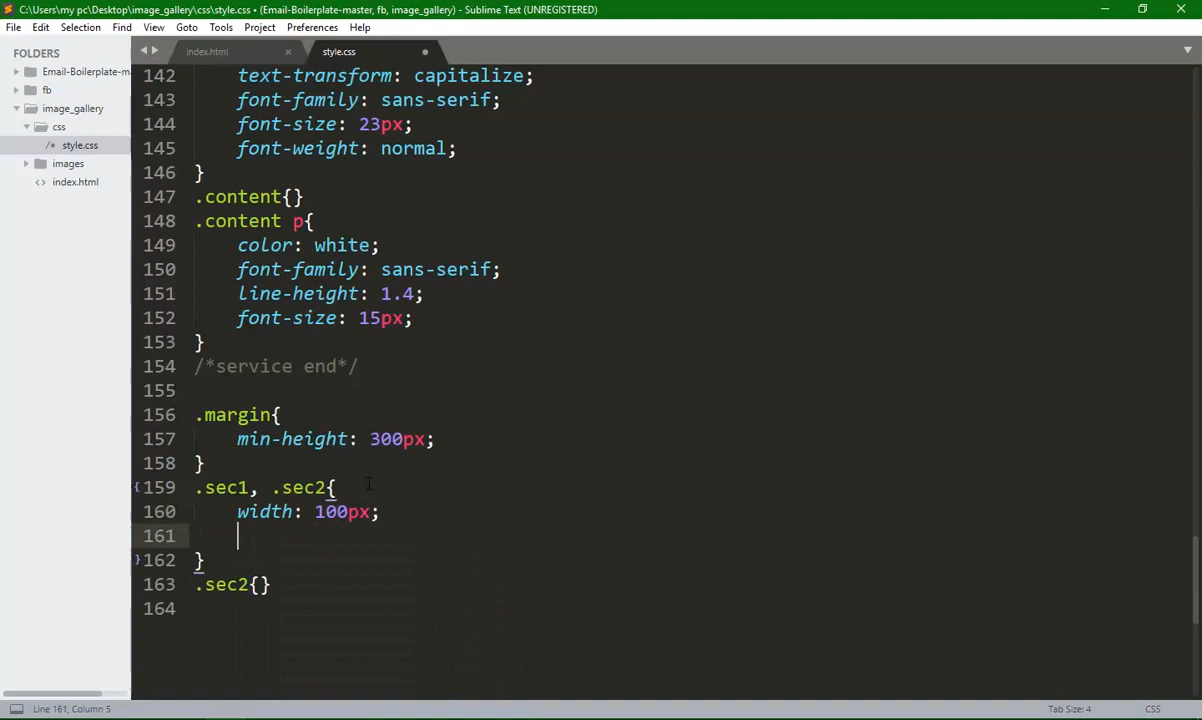 C:\Users\my pc\Desktop\image_gallery\css\style.css • (Email-Boilerplate-master, fb, image_gallery) - Sublime Text (UNREGISTERED)
File Edit Selection Find View Goto Tools Project Preferences Help
FOLDERS
Email-Boilerplate-m
fb
image_gallery
css
/* style.css
images
<> index.html
index.html
style.css
142 text-transform: capitalize;
143 font-family: sans-serif;
144 font-size: 23px;
145 font-weight: normal;
146 }
147 .content{}
148 .content p{
149 color: white;
150 font-family: sans-serif;
151 line-height: 1.4;
152 font-size: 15px;
153 }
154 /*service end*/
155
156 .margin{
157 min-height: 300px;
158 }
159 .sec1, .sec2{
160 width: 100px;
161
162 }
163 .sec2{}
164
Line 161, Column 5
Tab Size: 4
CSS